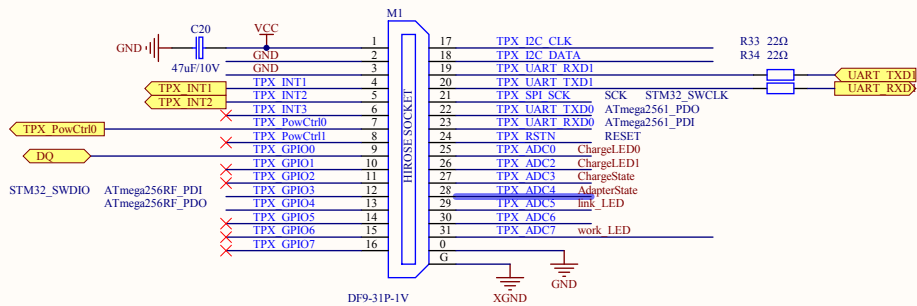 M1
C20
VCC
GND
47uF/10V
GND
GND
1
2
3
TPX_INT1 TPX_INT1 4
TPX_INT2 TPX_INT2 5
TPX_INT3 6
TPX_PowCtrl0 TPX_PowCtrl0 7
TPX_PowCtrl1 8
DQ TPX_GPIO0 9
TPX_GPIO1 10
TPX_GPIO2 11
STM32_SWDIO ATmega256RF_PDI TPX_GPIO3 12
ATmega256RF_PDO TPX_GPIO4 13
TPX_GPIO5 14
TPX_GPIO6 15
TPX_GPIO7 16
HIROSE SOCKET
17 TPX_I2C_CLK R33 22Ω
18 TPX_I2C_DATA R34 22Ω
19 TPX_UART_RXD1 UART_TXD1
20 TPX_UART_TXD1 UART_RXD1
21 TPX_SPI_SCK SCK STM32_SWCLK
22 TPX_UART_TXD0 ATmega2561_PDO
23 TPX_UART_RXD0 ATmega2561_PDI
24 TPX_RSTN RESET
25 TPX_ADC0 ChargeLED0
26 TPX_ADC2 ChargeLED1
27 TPX_ADC3 ChargeState
28 TPX_ADC4 AdapterState
29 TPX_ADC5 link_LED
30 TPX_ADC6
31 TPX_ADC7 work_LED
0
G
GND
XGND
DF9-31P-1V